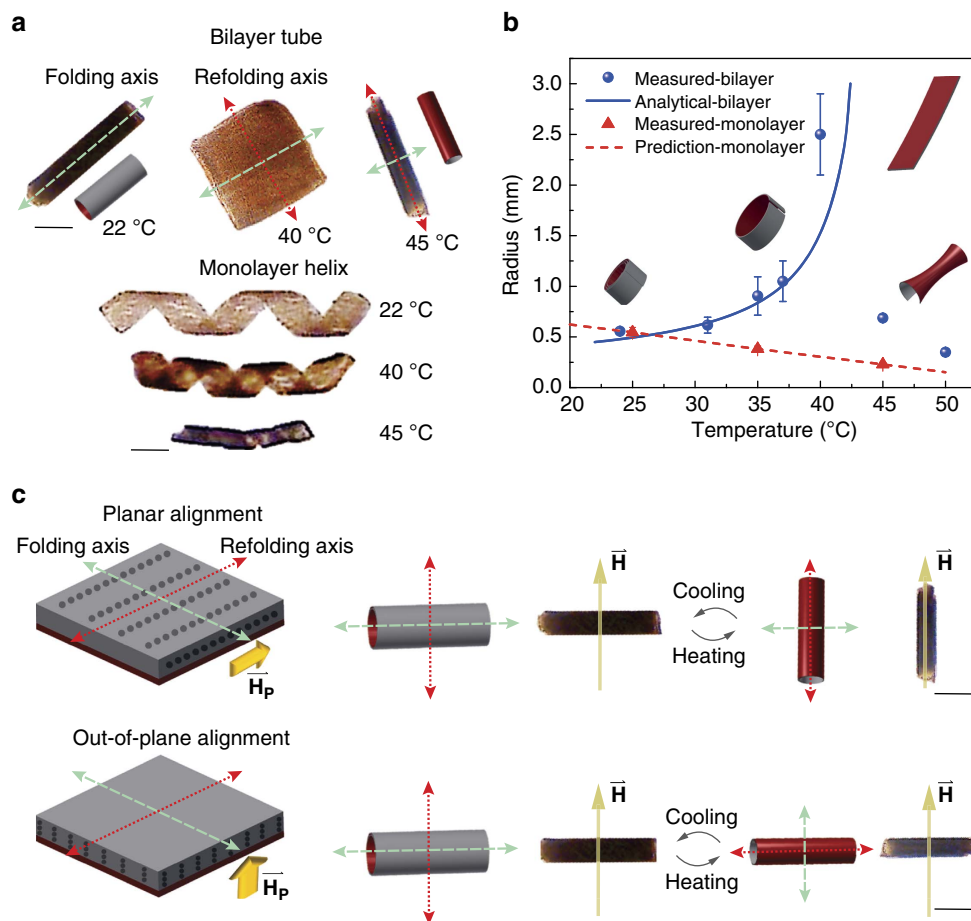 a
Bilayer tube
Folding axis
Refolding axis
22 °C
40 °C
45 °C
Monolayer helix
22 °C
40 °C
45 °C
b
Measured-bilayer
Analytical-bilayer
Measured-monolayer
Prediction-monolayer
3.0
2.5
2.0
1.5
1.0
0.5
0.0
Radius (mm)
20 25 30 35 40 45 50
Temperature (°C)
c
Planar alignment
Folding axis
Refolding axis
H
Cooling
Heating
H
Hₚ
Out-of-plane alignment
H
Cooling
Heating
H
Hₚ